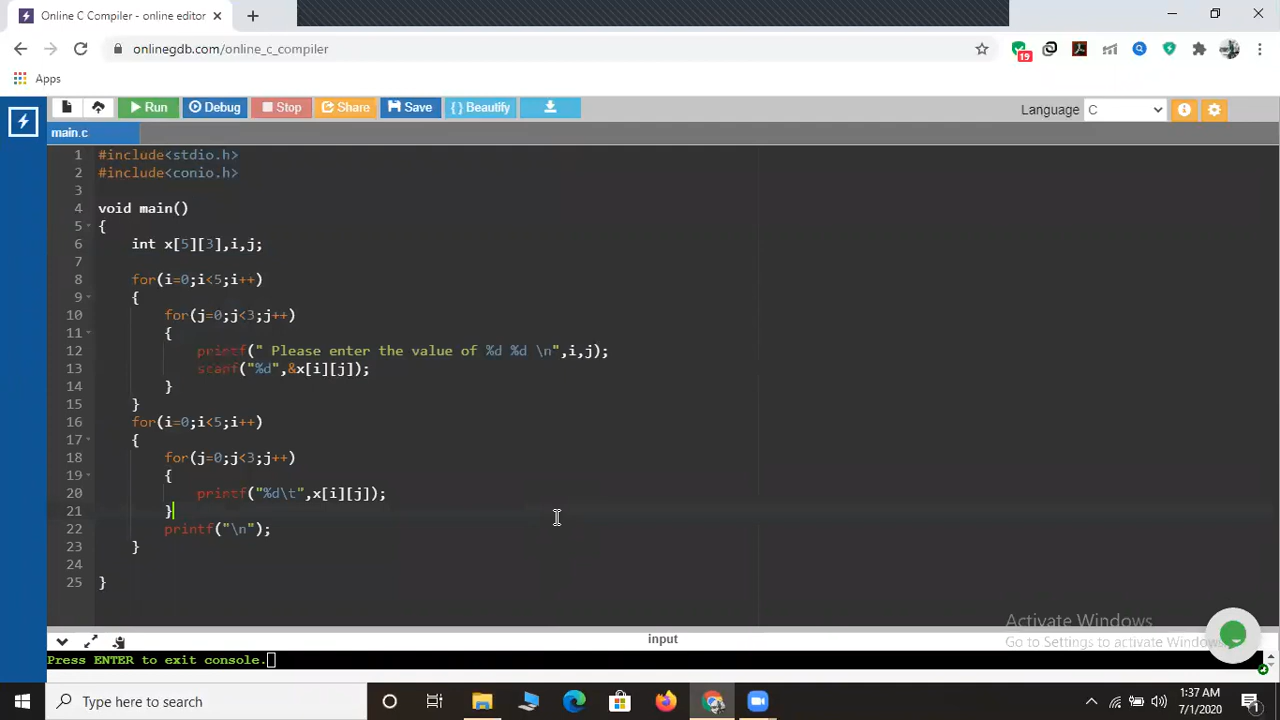 Online C Compiler - online editor
onlinegdb.com/online_c_compiler
19
Apps
Run
Debug
Stop
Share
Save
{ } Beautify
Language
C
main.c
1 #include<stdio.h>
2 #include<conio.h>
3
4 void main()
5 {
6 int x[5][3],i,j;
7
8 for(i=0;i<5;i++)
9 {
10 for(j=0;j<3;j++)
11 {
12 printf(" Please enter the value of %d %d \n",i,j);
13 scanf("%d",&x[i][j]);
14 }
15 }
16 for(i=0;i<5;i++)
17 {
18 for(j=0;j<3;j++)
19 {
20 printf("%d\t",x[i][j]);
21 }
22 printf("\n");
23 }
24
25 }
Activate Windows
Go to Settings to activate Windows.
input
Press ENTER to exit console.
Type here to search
1:37 AM
7/1/2020
1